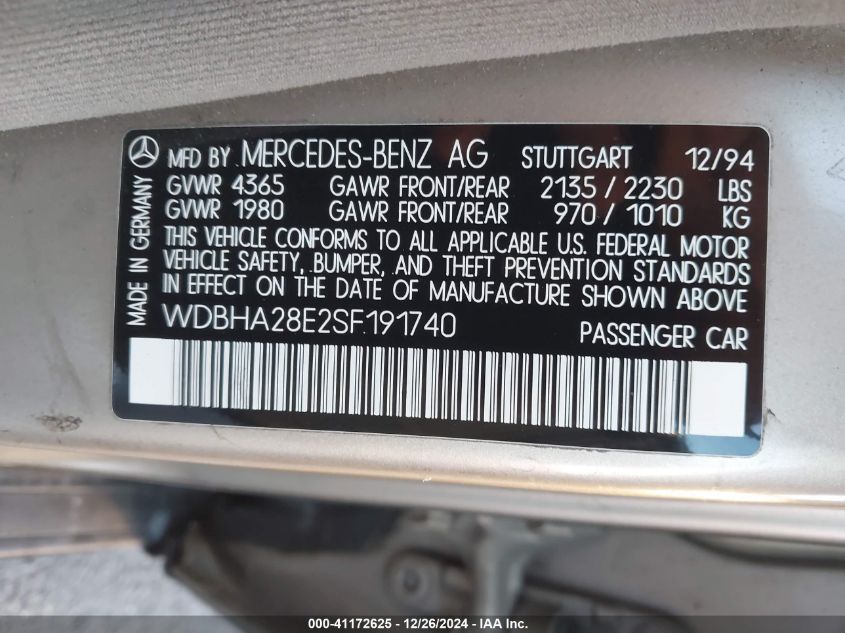 MFD BY MERCEDES-BENZ AG STUTTGART 12/94
GVWR 4365 GAWR FRONT/REAR 2135 / 2230 LBS
GVWR 1980 GAWR FRONT/REAR 970 / 1010 KG
THIS VEHICLE CONFORMS TO ALL APPLICABLE U.S. FEDERAL MOTOR
VEHICLE SAFETY, BUMPER, AND THEFT PREVENTION STANDARDS
IN EFFECT ON THE DATE OF MANUFACTURE SHOWN ABOVE
WDBHA28E2SF191740 PASSENGER CAR
MADE IN GERMANY
000-41172625 - 12/26/2024 - IAA Inc.